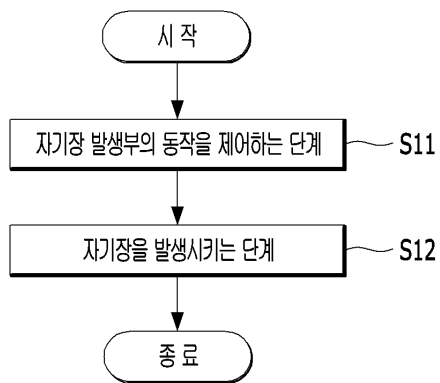 시 작
자기장 발생부의 동작을 제어하는 단계
S11
자기장을 발생시키는 단계
S12
종 료